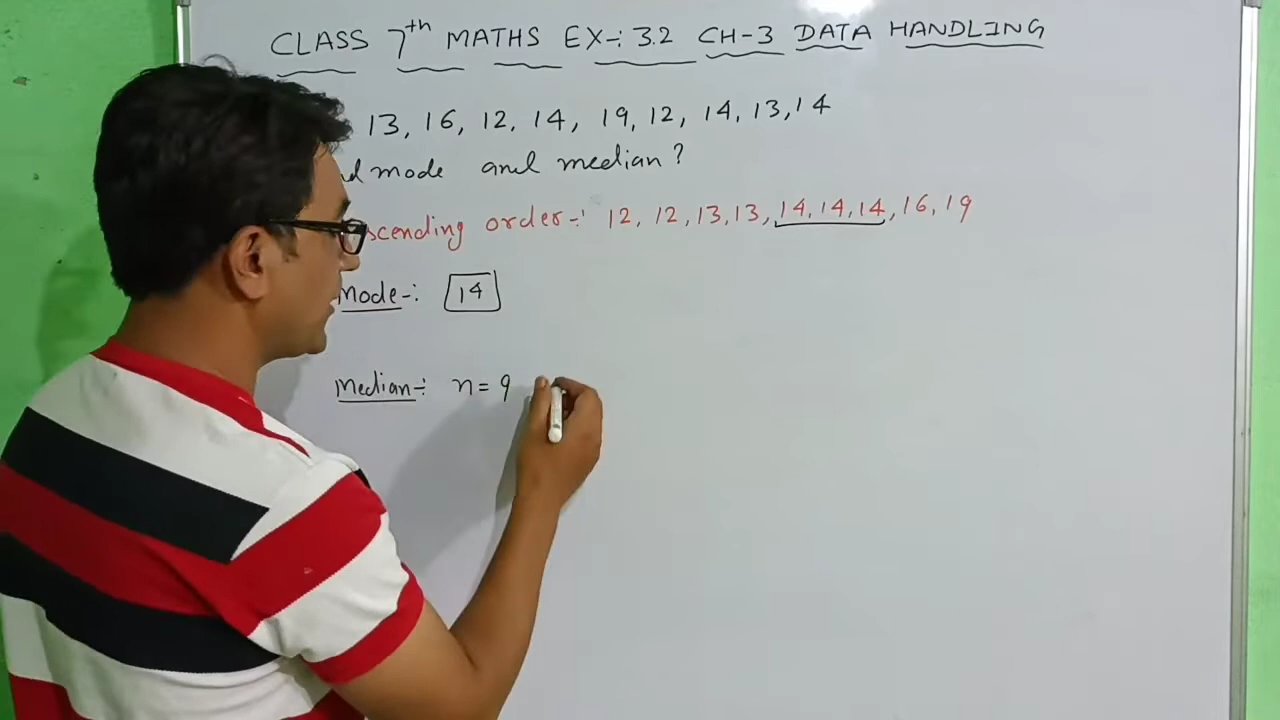 CLASS 7th MATHS EX-: 3.2 CH-3 DATA HANDLING
13, 16, 12, 14, 19, 12, 14, 13, 14
mode and median?
scending order-: 12, 12, 13, 13, 14, 14, 14, 16, 19
Mode-: 14
Median-: n = 9